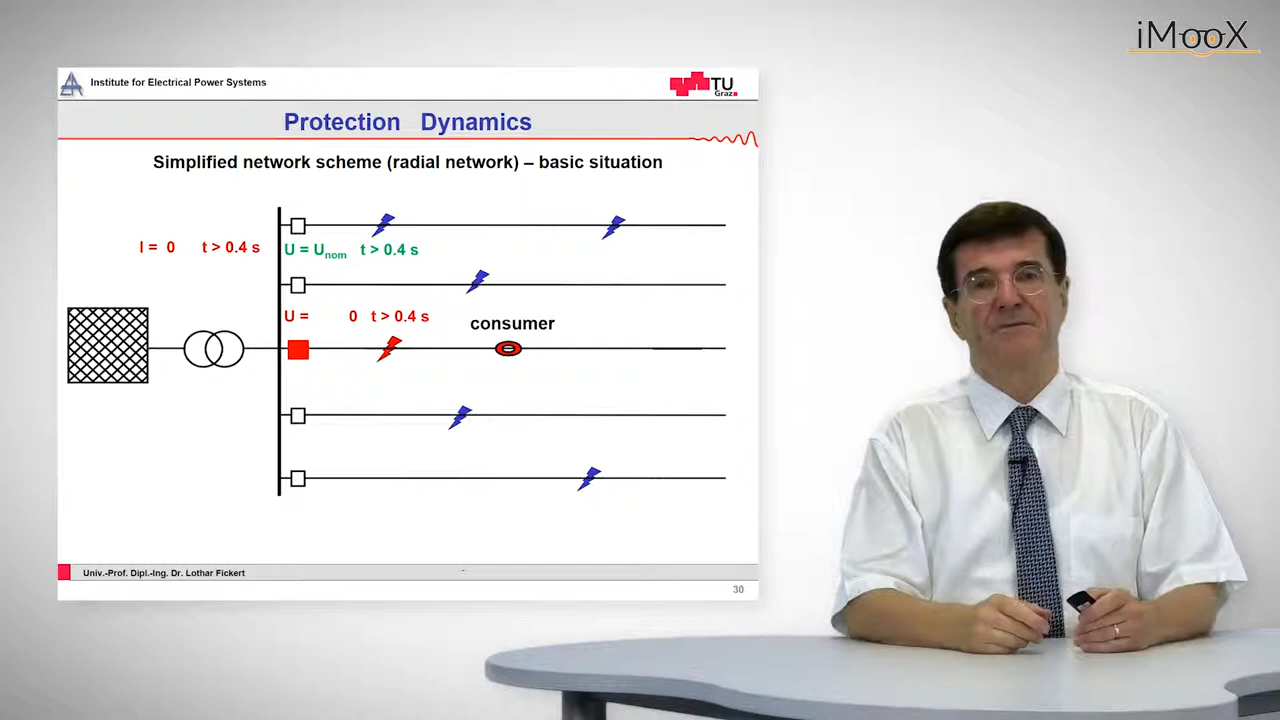 iMooX
Institute for Electrical Power Systems
TU
Graz
Protection Dynamics
Simplified network scheme (radial network) – basic situation
I = 0 t > 0.4 s
U = Unom t > 0.4 s
U = 0 t > 0.4 s
consumer
Univ.-Prof. Dipl.-Ing. Dr. Lothar Fickert
30